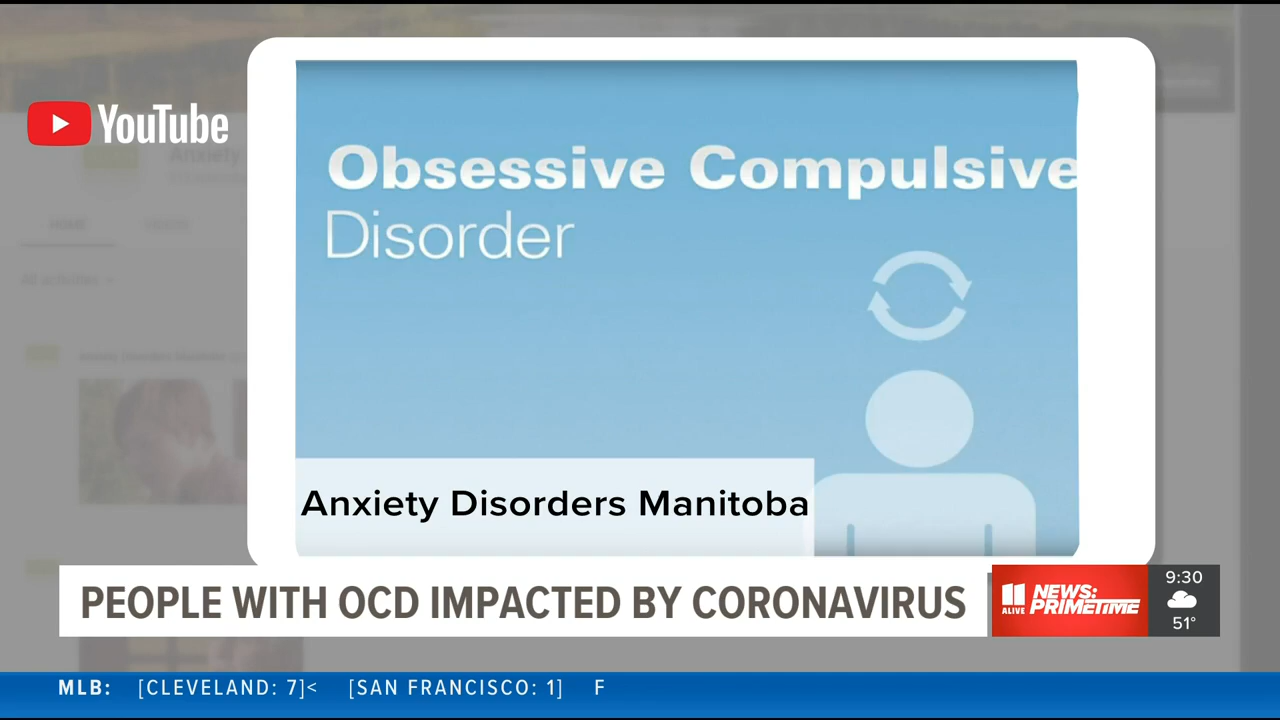 YouTube
Obsessive Compulsive
Disorder
Anxiety Disorders Manitoba
PEOPLE WITH OCD IMPACTED BY CORONAVIRUS
11 ALIVE NEWS: PRIMETIME
9:30
51°
MLB: [CLEVELAND: 7]< [SAN FRANCISCO: 1] F